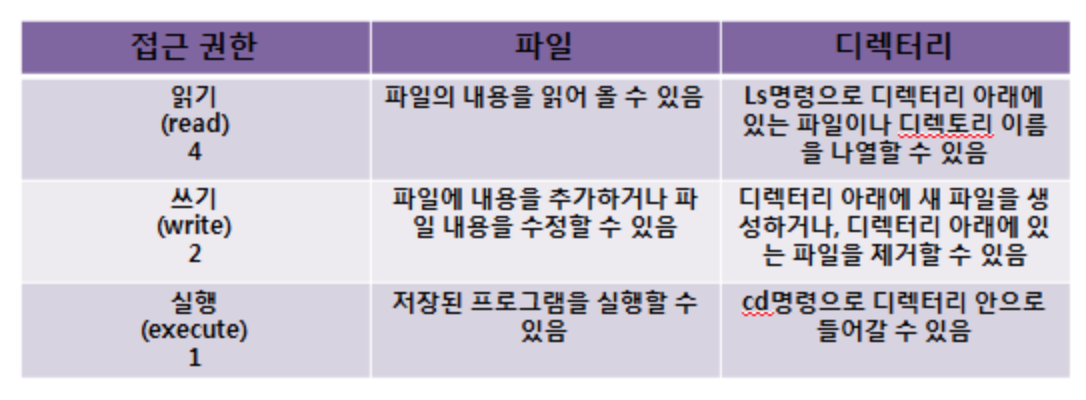 접근 권한
파일
디렉터리
읽기
(read)
4
파일의 내용을 읽어 올 수 있음
Ls명령으로 디렉터리 아래에
있는 파일이나 디렉토리 이름
을 나열할 수 있음
쓰기
(write)
2
파일에 내용을 추가하거나 파
일 내용을 수정할 수 있음
디렉터리 아래에 새 파일을 생
성하거나, 디렉터리 아래에 있
는 파일을 제거할 수 있음
실행
(execute)
1
저장된 프로그램을 실행할 수
있음
cd명령으로 디렉터리 안으로
들어갈 수 있음